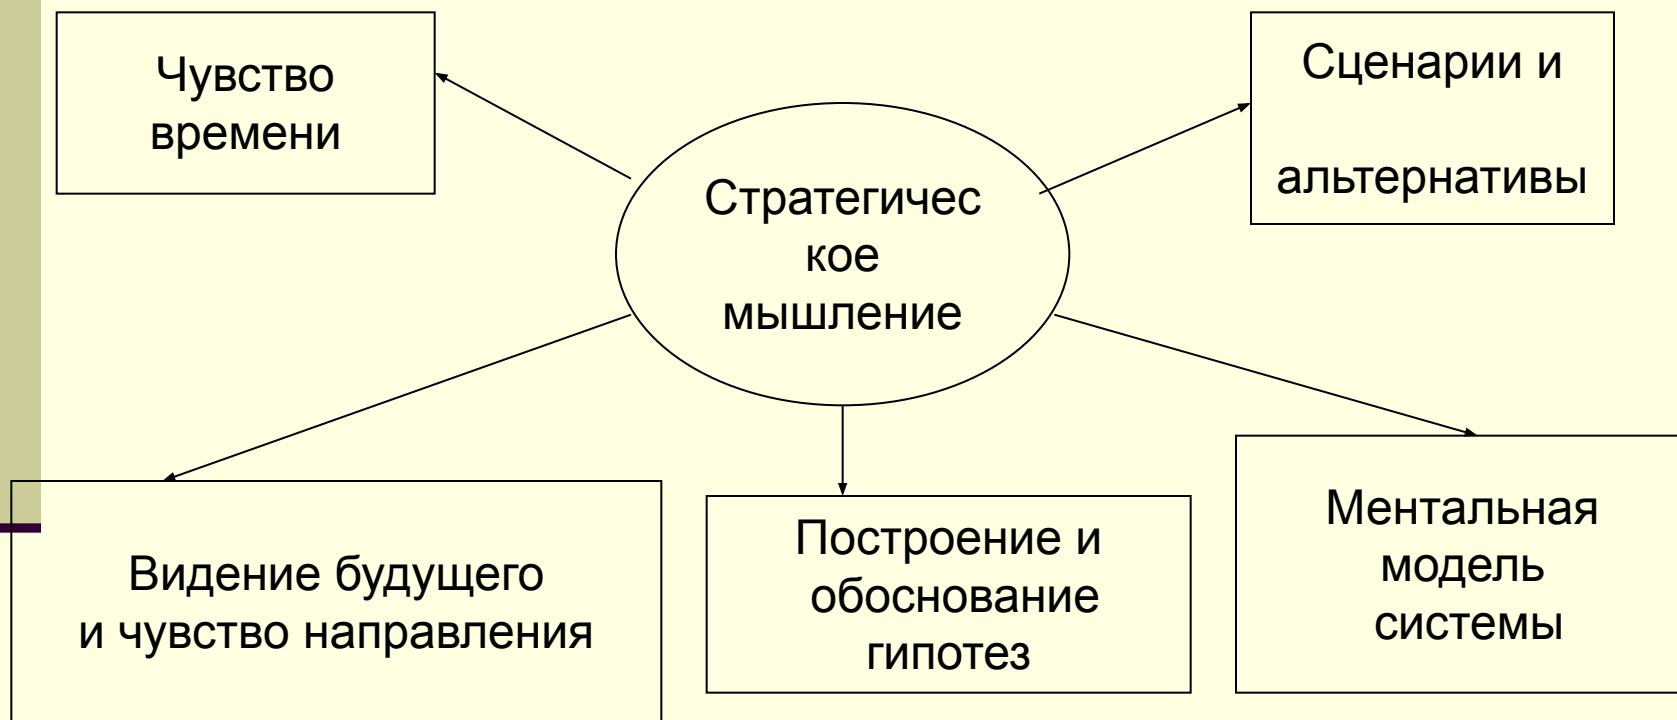 Чувство
времени
Сценарии и
альтернативы
Стратегичес
кое
мышление
Видение будущего
и чувство направления
Построение и
обоснование
гипотез
Ментальная
модель
системы